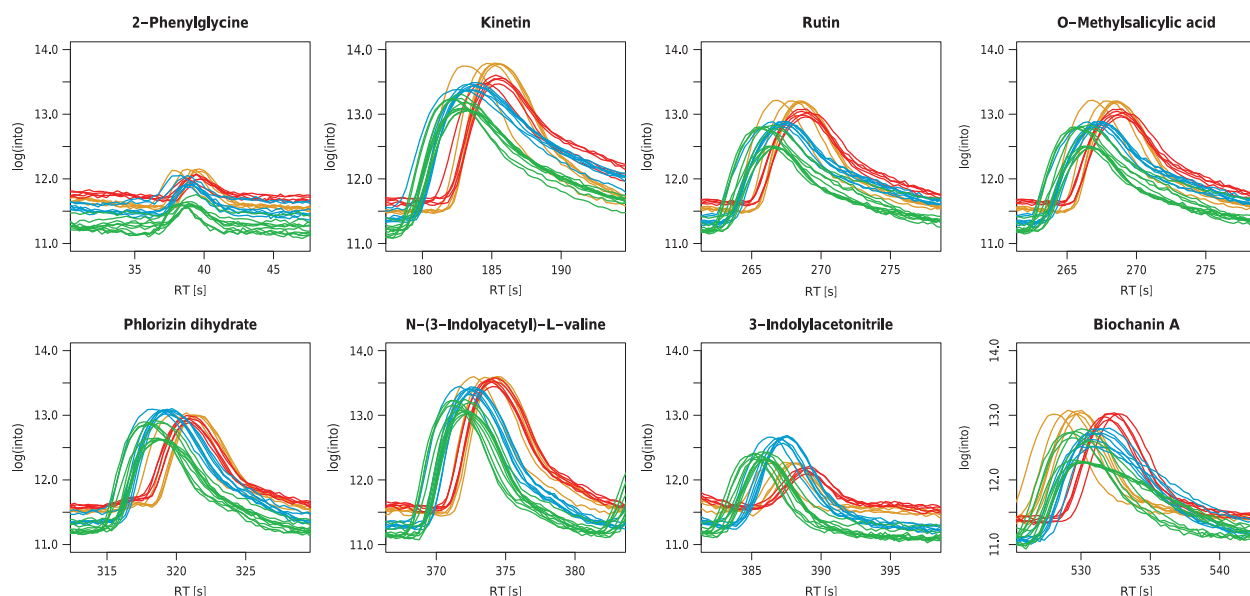 2−Phenylglycine
log(into)
14.0
13.0
12.0
11.0
35 40 45
RT [s]
Kinetin
log(into)
14.0
13.0
12.0
11.0
180 185 190
RT [s]
Rutin
log(into)
14.0
13.0
12.0
11.0
265 270 275
RT [s]
O−Methylsalicylic acid
log(into)
14.0
13.0
12.0
11.0
265 270 275
RT [s]
Phlorizin dihydrate
log(into)
14.0
13.0
12.0
11.0
315 320 325
RT [s]
N−(3−Indolyacetyl)−L−valine
log(into)
14.0
13.0
12.0
11.0
370 375 380
RT [s]
3−Indolylacetonitrile
log(into)
14.0
13.0
12.0
11.0
385 390 395
RT [s]
Biochanin A
log(into)
14.0
13.0
12.0
11.0
530 535 540
RT [s]